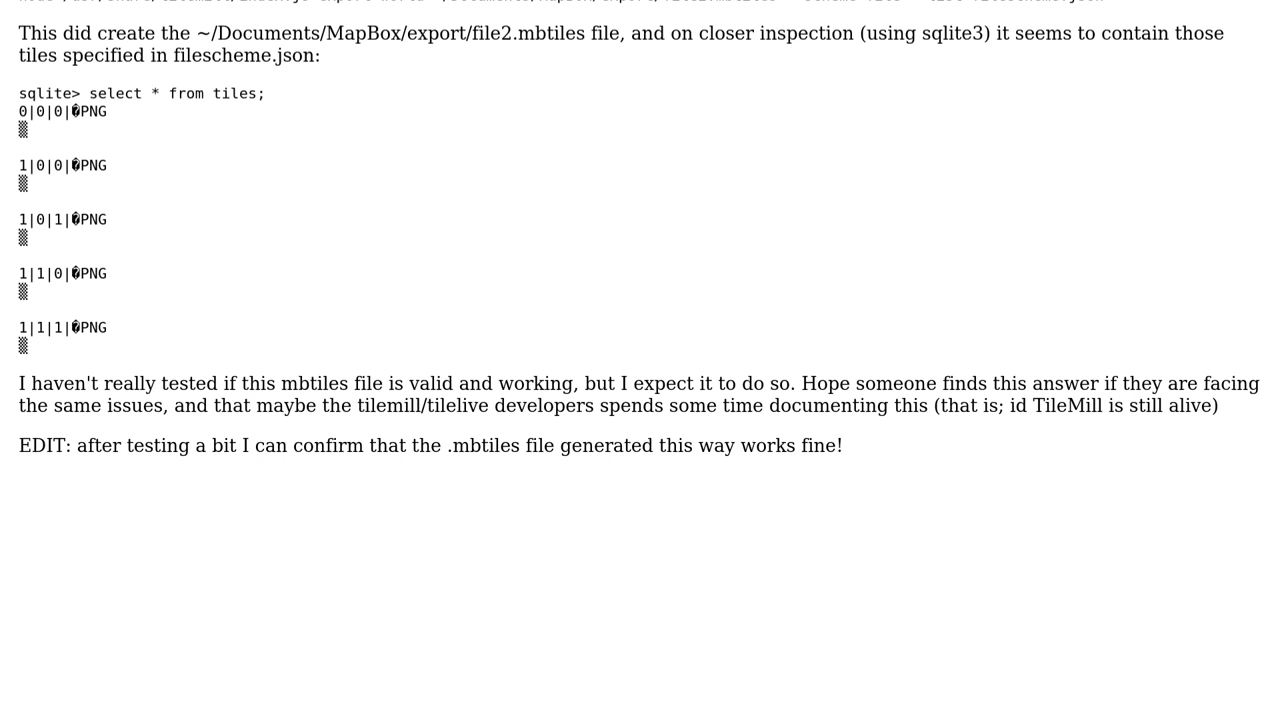 This did create the ~/Documents/MapBox/export/file2.mbtiles file, and on closer inspection (using sqlite3) it seems to contain those
tiles specified in filescheme.json:
sqlite> select * from tiles;
0|0|0|�PNG
▒
1|0|0|�PNG
▒
1|0|1|�PNG
▒
1|1|0|�PNG
▒
1|1|1|�PNG
▒
I haven't really tested if this mbtiles file is valid and working, but I expect it to do so. Hope someone finds this answer if they are facing
the same issues, and that maybe the tilemill/tilelive developers spends some time documenting this (that is; id TileMill is still alive)
EDIT: after testing a bit I can confirm that the .mbtiles file generated this way works fine!